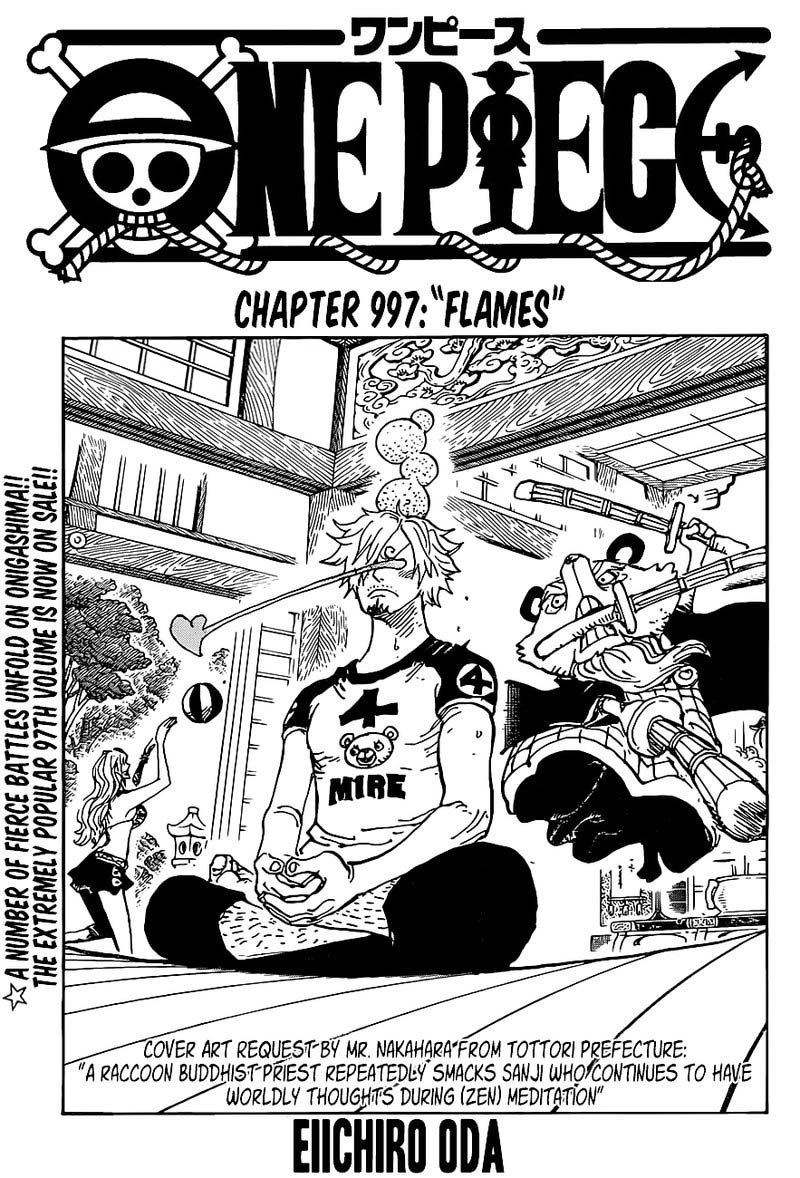 ワンピース
ONE PIECE
CHAPTER 997: "FLAMES"
☆ A NUMBER OF FIERCE BATTLES UNFOLD ON ONIGASHIMA!!
THE EXTREMELY POPULAR 97TH VOLUME IS NOW ON SALE!!
4
4
MIRE
COVER ART REQUEST BY MR. NAKAHARA FROM TOTTORI PREFECTURE:
"A RACCOON BUDDHIST PRIEST REPEATEDLY SMACKS SANJI WHO CONTINUES TO HAVE
WORLDLY THOUGHTS DURING (ZEN) MEDITATION"
EIICHIRO ODA